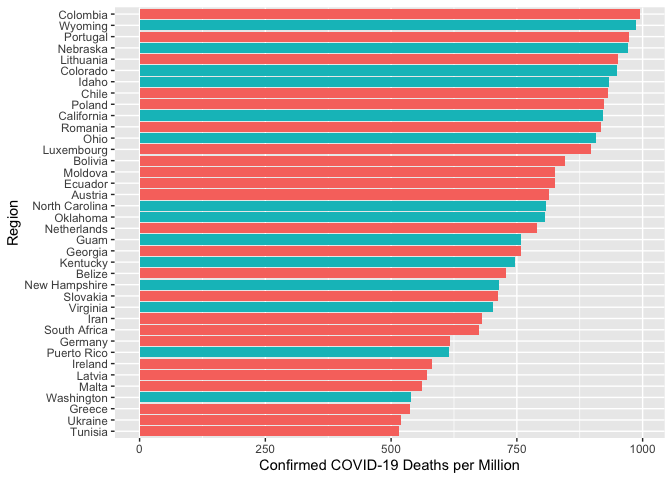 Colombia
Wyoming
Portugal
Nebraska
Lithuania
Colorado
Idaho
Chile
Poland
California
Romania
Ohio
Luxembourg
Bolivia
Moldova
Ecuador
Austria
North Carolina
Oklahoma
Netherlands
Guam
Georgia
Kentucky
Belize
New Hampshire
Slovakia
Virginia
Iran
South Africa
Germany
Puerto Rico
Ireland
Latvia
Malta
Washington
Greece
Ukraine
Tunisia
Region
0 250 500 750 1000
Confirmed COVID-19 Deaths per Million